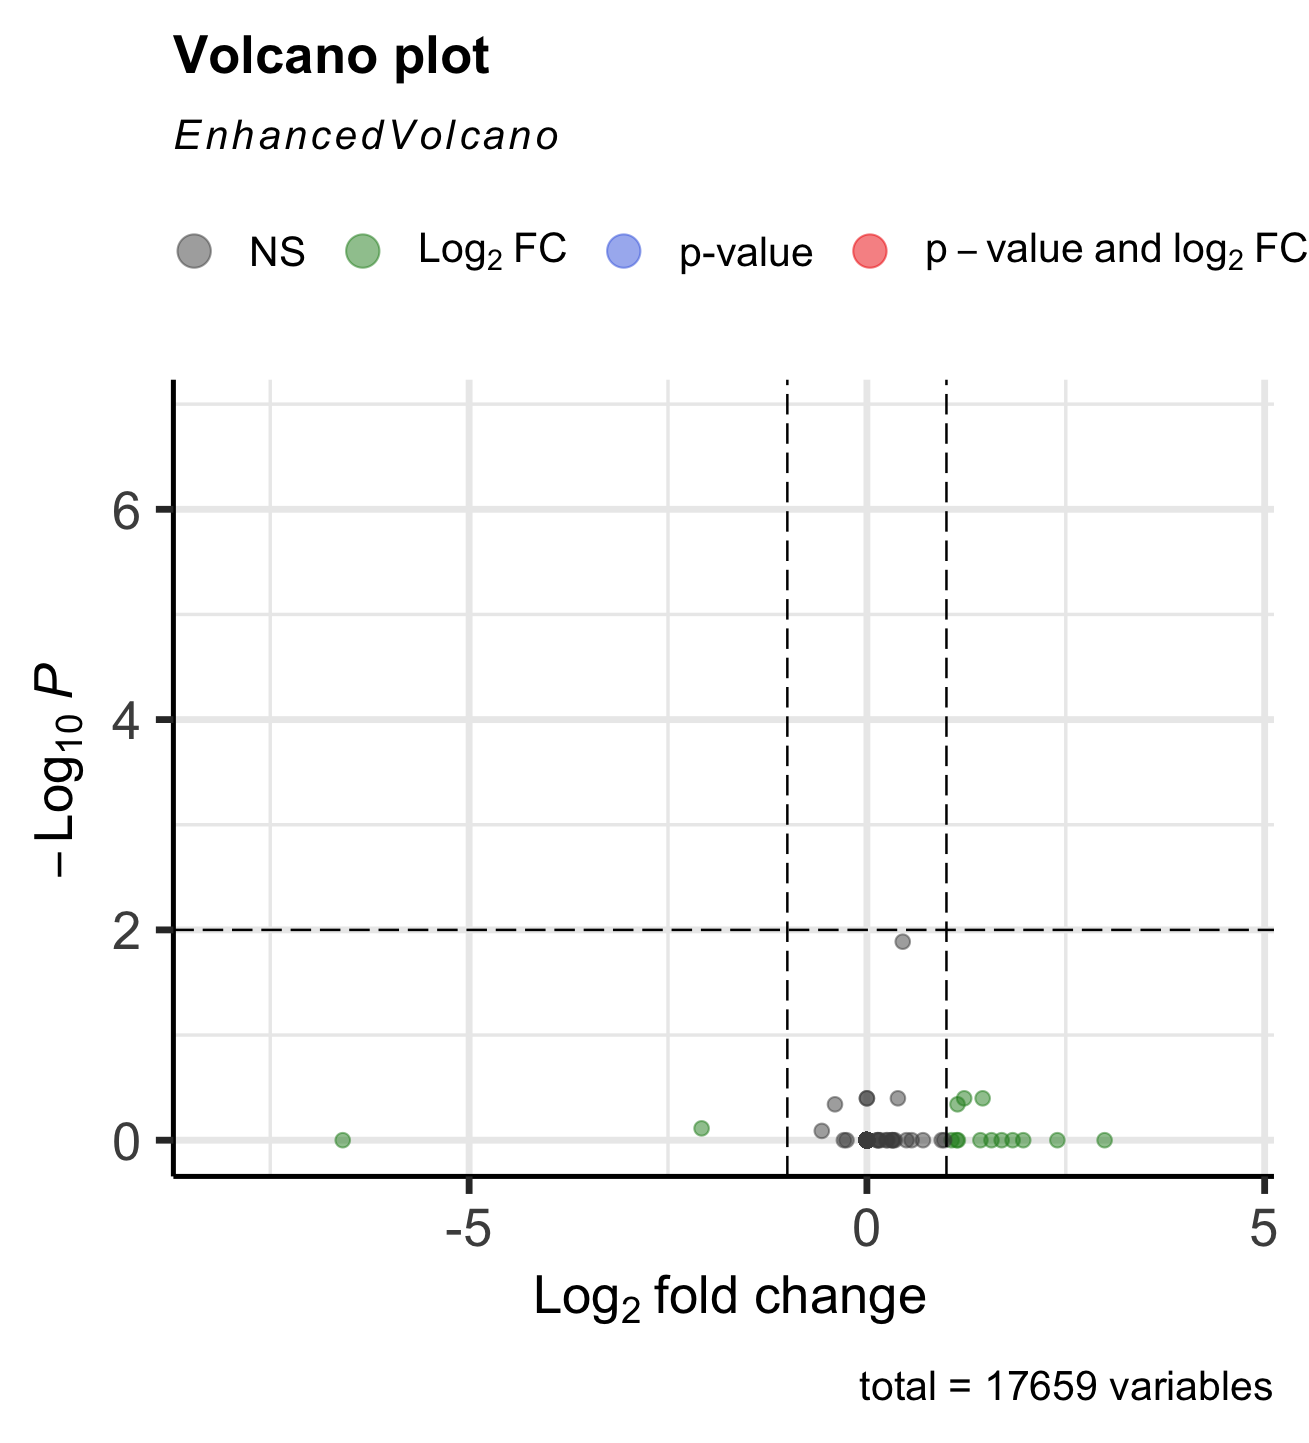 Volcano plot
EnhancedVolcano
NS Log₂ FC p-value p – value and log₂ FC
6
4
2
0
– Log₁₀ P
-5 0 5
Log₂ fold change
total = 17659 variables